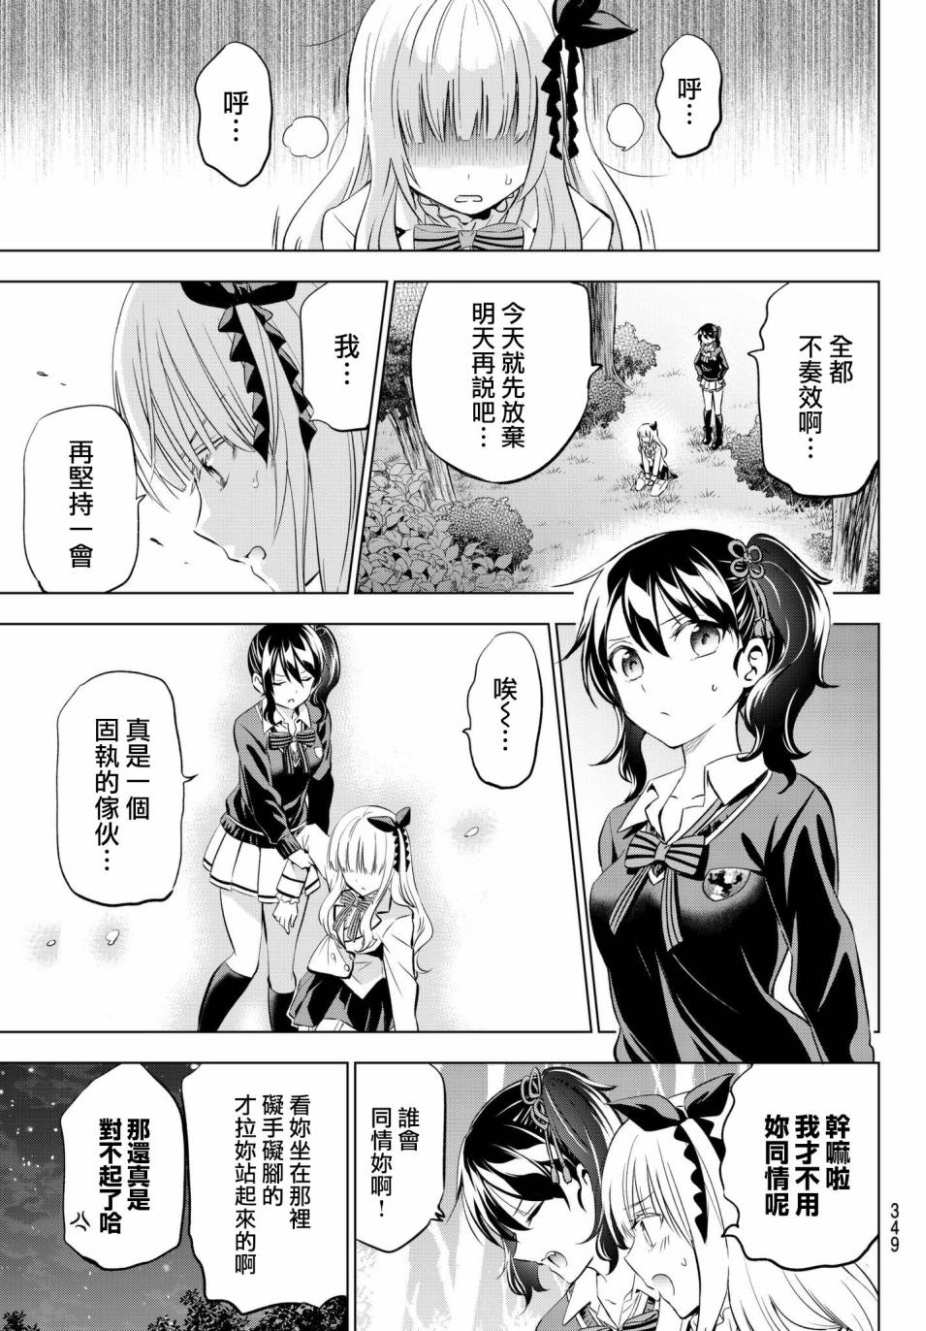 呼…
呼…
全都
不奏效啊…
今天就先放棄
明天再説吧…
我…
再堅持一會
唉~…
真是一個
固執的傢伙…
幹嘛啦
我才不用
妳同情呢
誰會
同情妳啊！
看妳坐在那裡
礙手礙腳的
才拉妳站起來的啊
那還真是
對不起了哈
349